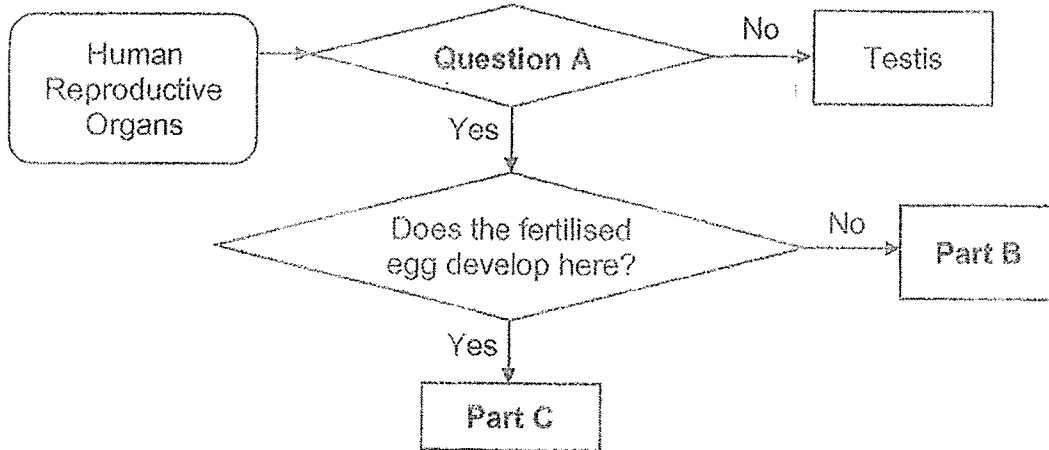 Human
Reproductive
Organs
Question A
No
Testis
Yes
Does the fertilised
egg develop here?
No
Part B
Yes
Part C